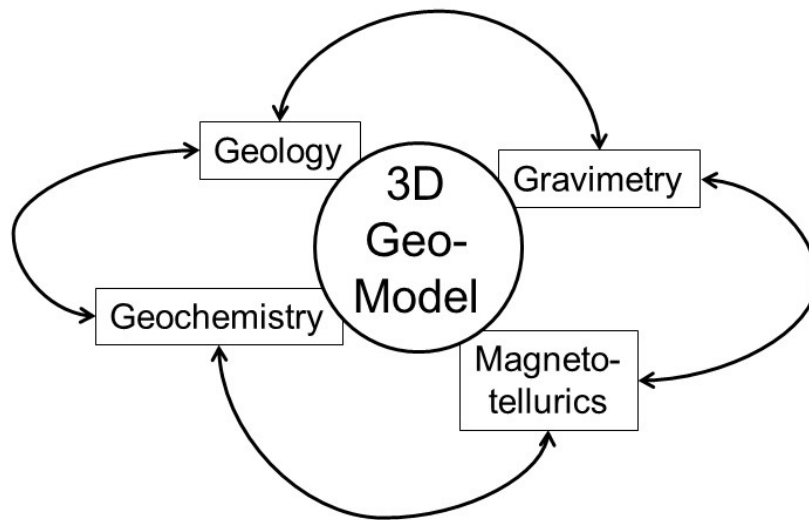 Geology
3D
Geo-
Model
Gravimetry
Geochemistry
Magneto-
tellurics